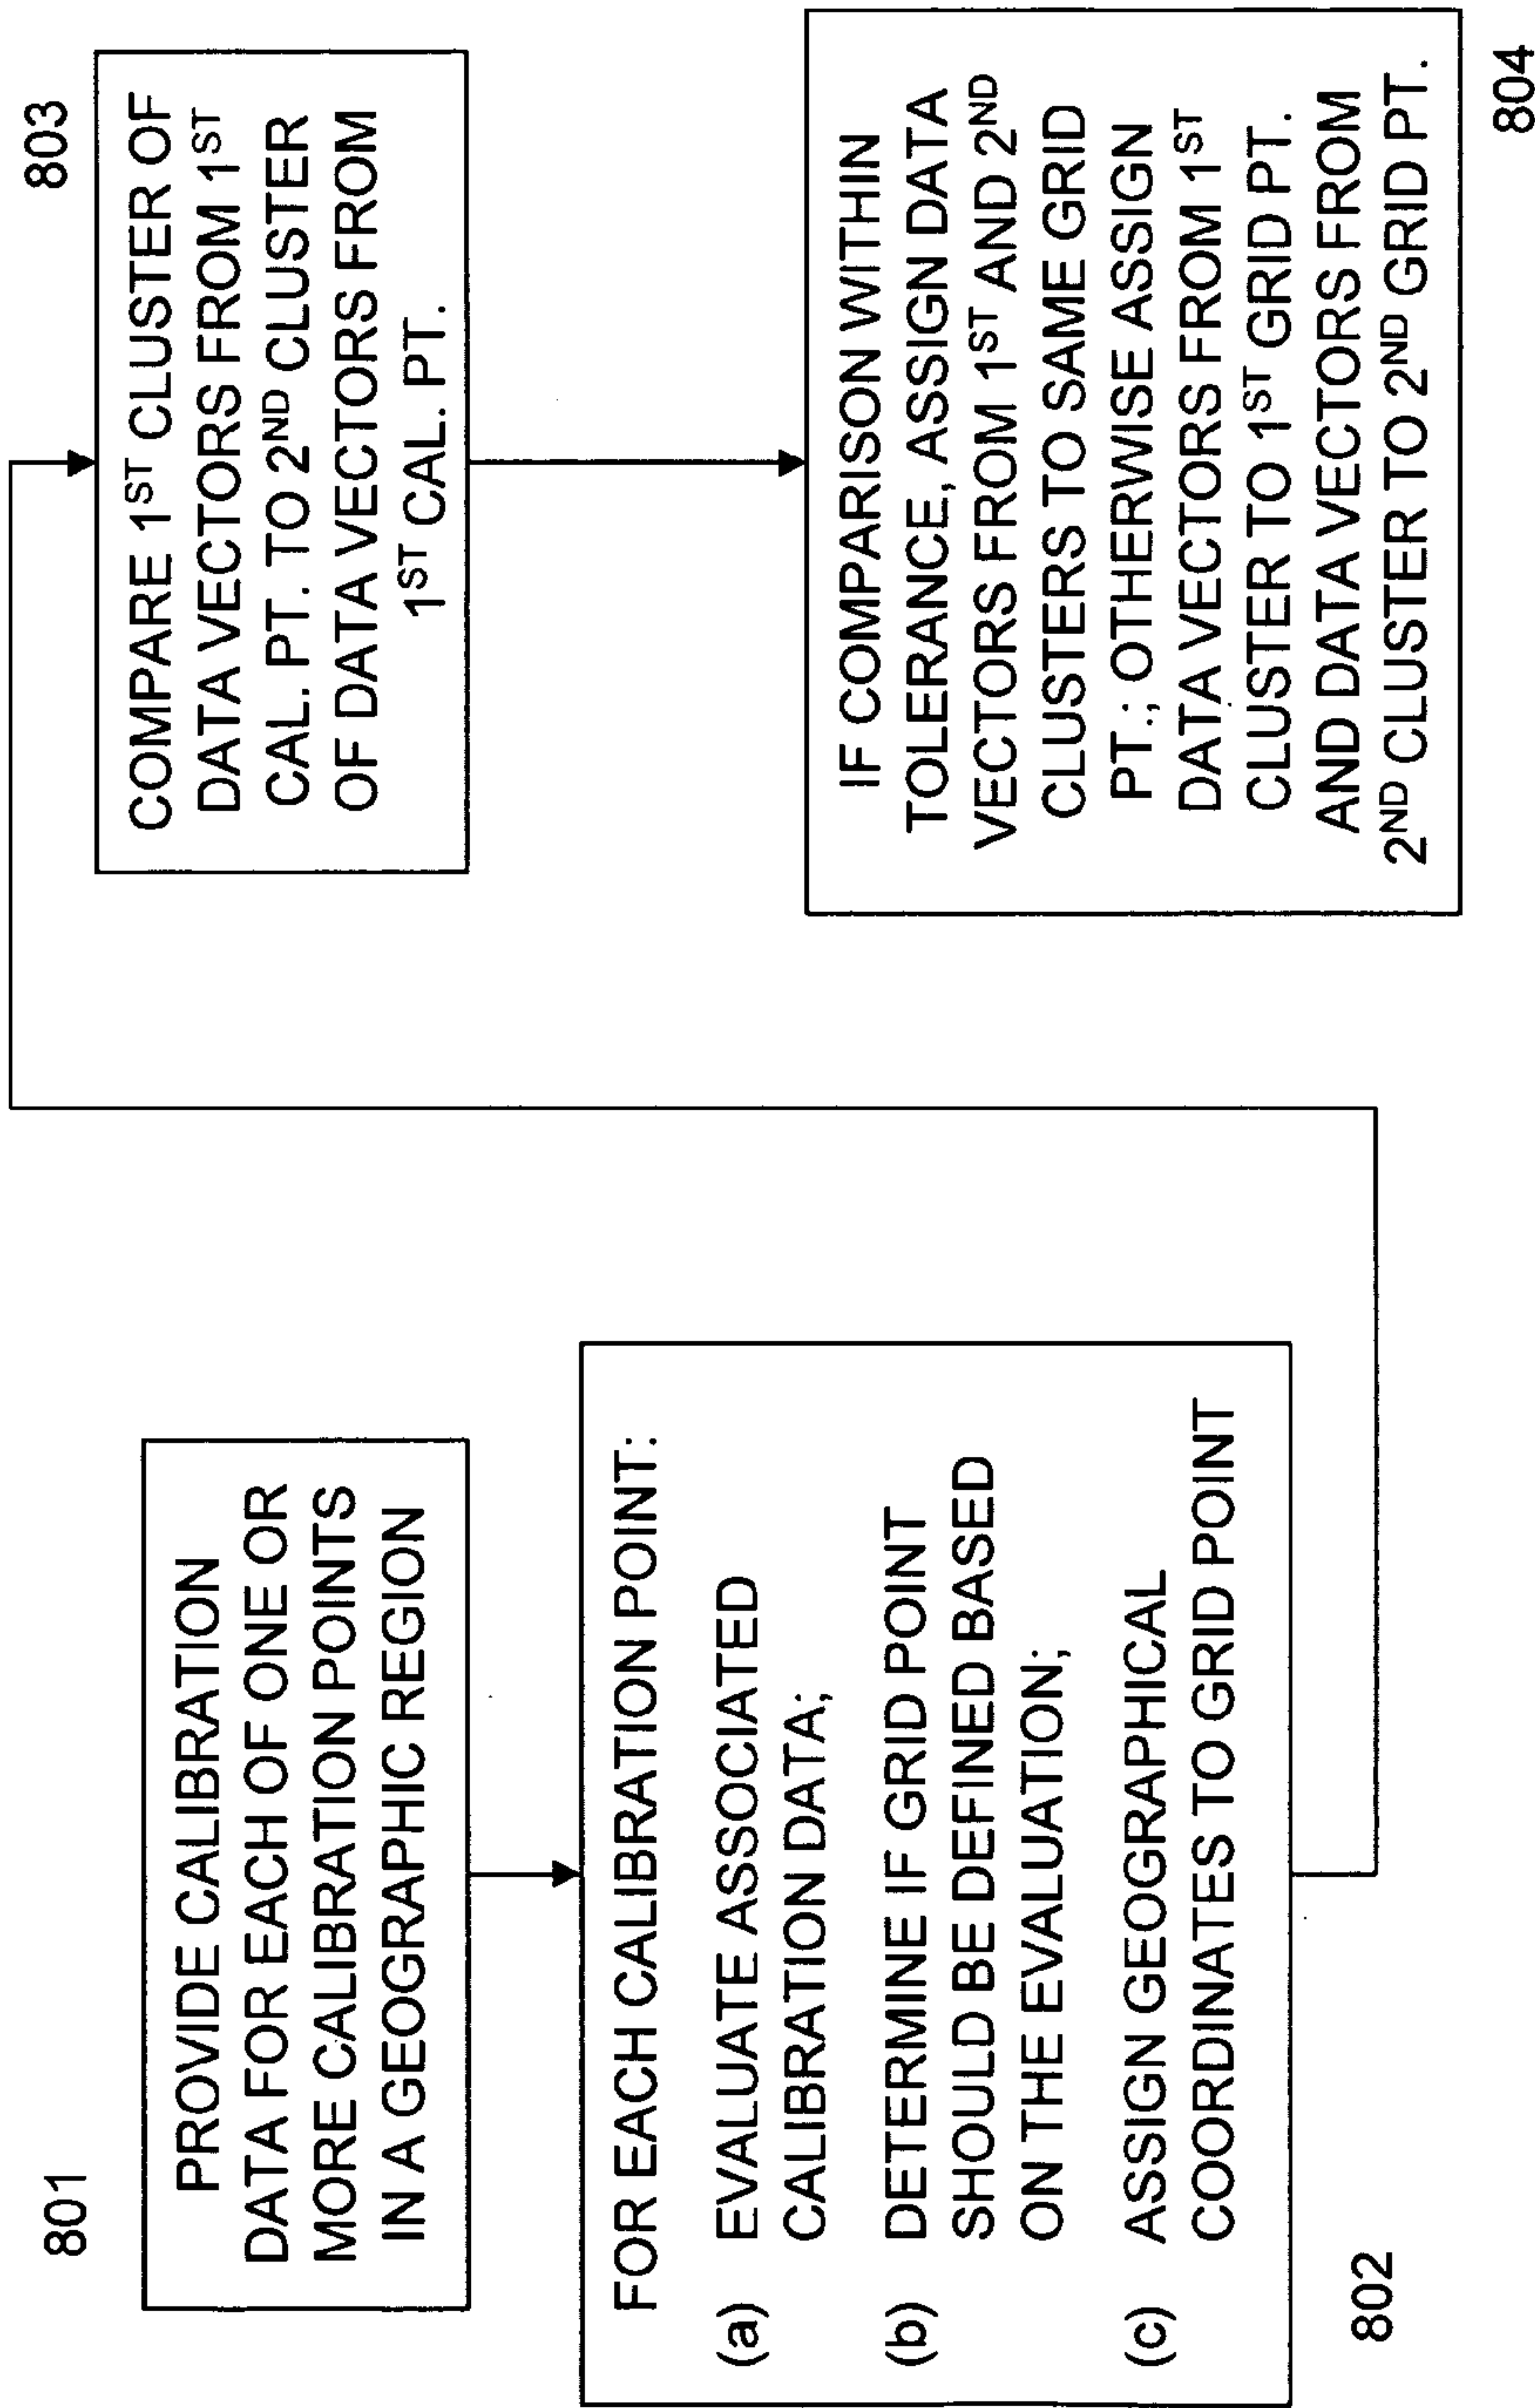 801
PROVIDE CALIBRATION
DATA FOR EACH OF ONE OR
MORE CALIBRATION POINTS
IN A GEOGRAPHIC REGION
FOR EACH CALIBRATION POINT:
(a) EVALUATE ASSOCIATED
CALIBRATION DATA;
(b) DETERMINE IF GRID POINT
SHOULD BE DEFINED BASED
ON THE EVALUATION;
(c) ASSIGN GEOGRAPHICAL
COORDINATES TO GRID POINT
802
803
COMPARE 1ST CLUSTER OF
DATA VECTORS FROM 1ST
CAL. PT. TO 2ND CLUSTER
OF DATA VECTORS FROM
1ST CAL. PT.
IF COMPARISON WITHIN
TOLERANCE, ASSIGN DATA
VECTORS FROM 1ST AND 2ND
CLUSTERS TO SAME GRID
PT.; OTHERWISE ASSIGN
DATA VECTORS FROM 1ST
CLUSTER TO 1ST GRID PT.
AND DATA VECTORS FROM
2ND CLUSTER TO 2ND GRID PT.
804